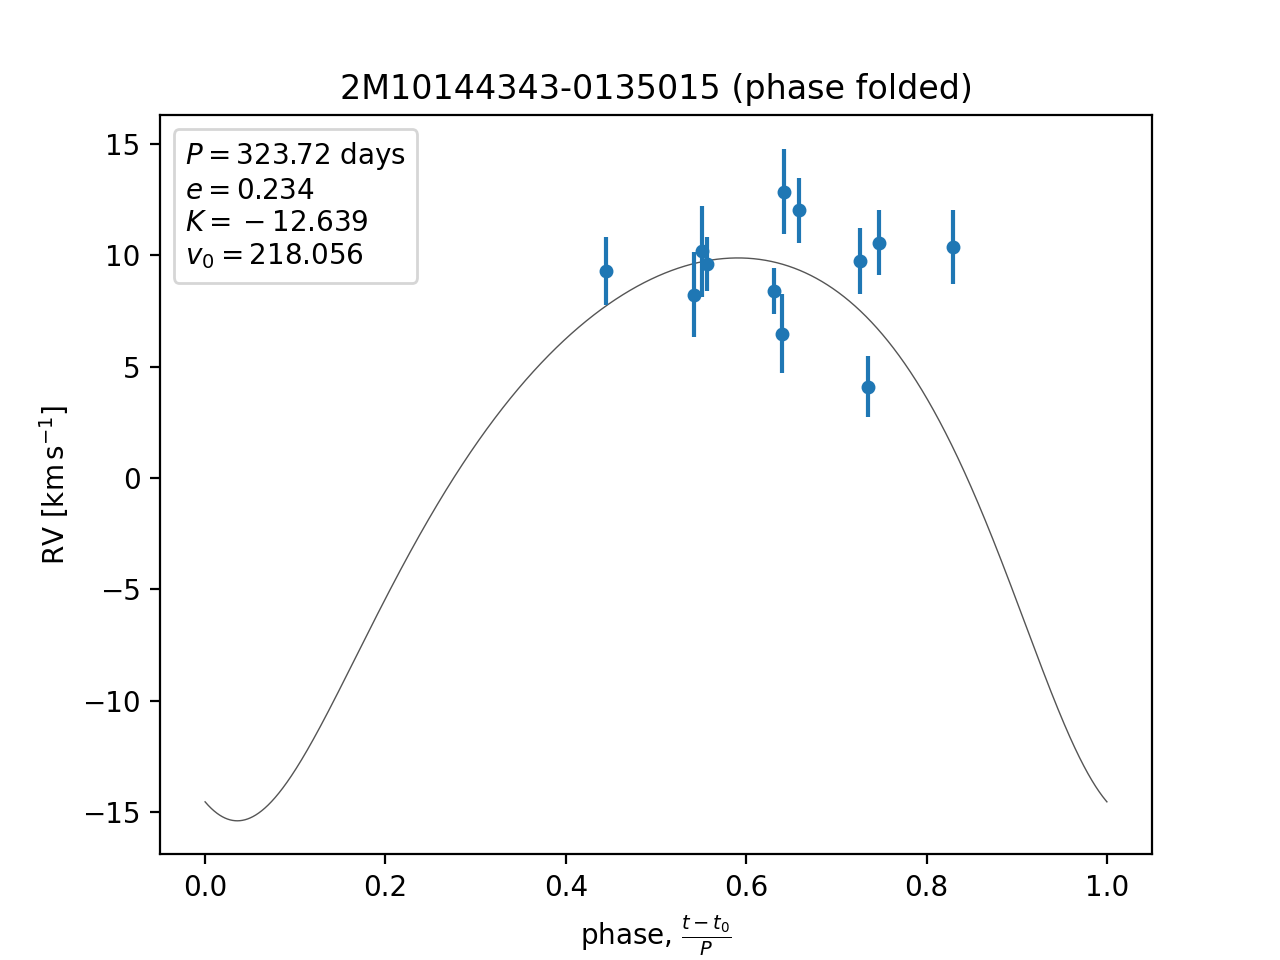 2M10144343-0135015 (phase folded)
P = 323.72 days
e = 0.234
K = −12.639
v₀ = 218.056
15
10
5
0
−5
−10
−15
RV [km s⁻¹]
0.0 0.2 0.4 0.6 0.8 1.0
phase, (t − t₀)/P